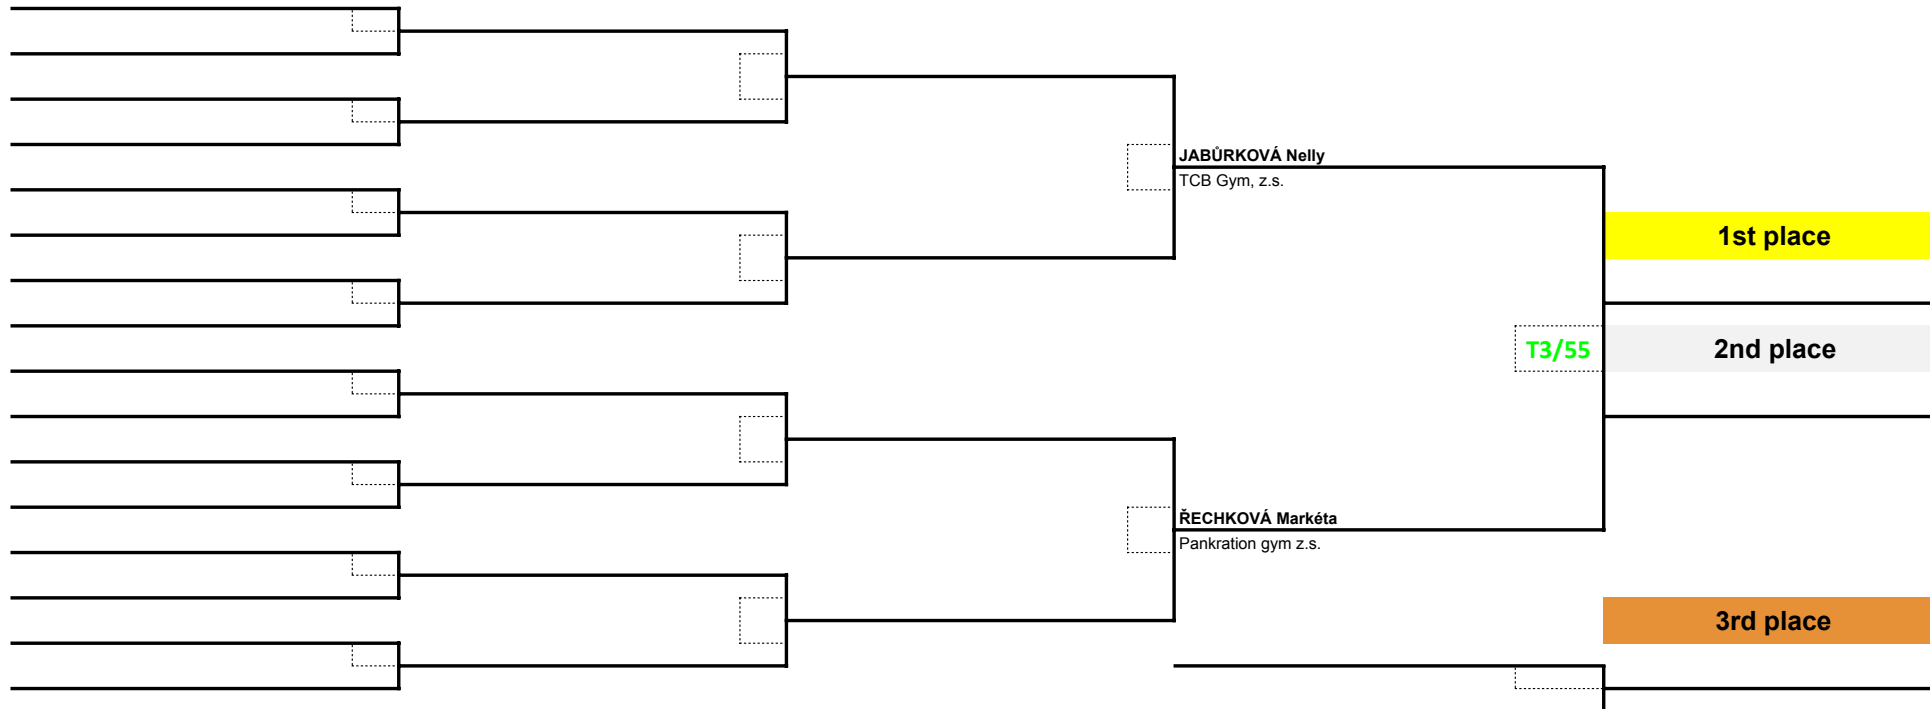 JABŮRKOVÁ Nelly
TCB Gym, z.s.
1st place
T3/55
2nd place
ŘECHKOVÁ Markéta
Pankration gym z.s.
3rd place